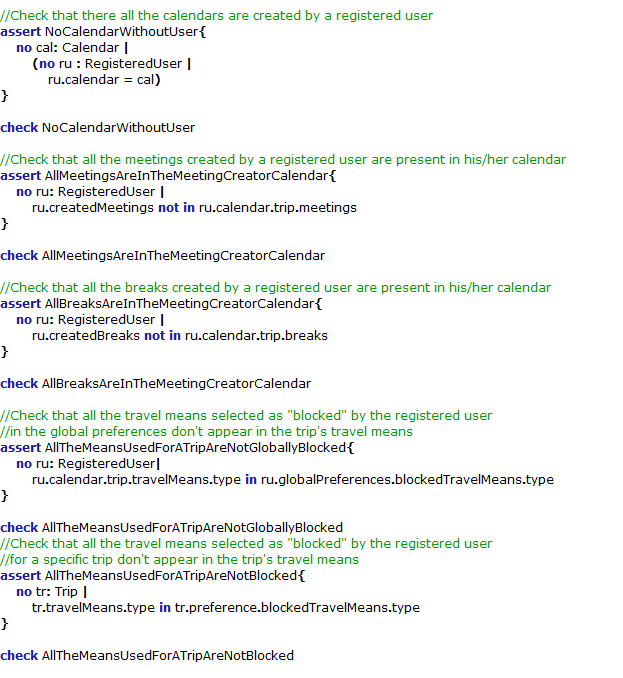 //Check that there all the calendars are created by a registered user
assert NoCalendarWithoutUser{
no cal: Calendar |
(no ru : RegisteredUser |
ru.calendar = cal)
}
check NoCalendarWithoutUser
//Check that all the meetings created by a registered user are present in his/her calendar
assert AllMeetingsAreInTheMeetingCreatorCalendar{
no ru: RegisteredUser |
ru.createdMeetings not in ru.calendar.trip.meetings
}
check AllMeetingsAreInTheMeetingCreatorCalendar
//Check that all the breaks created by a registered user are present in his/her calendar
assert AllBreaksAreInTheMeetingCreatorCalendar{
no ru: RegisteredUser |
ru.createdBreaks not in ru.calendar.trip.breaks
}
check AllBreaksAreInTheMeetingCreatorCalendar
//Check that all the travel means selected as "blocked" by the registered user
//in the global preferences don't appear in the trip's travel means
assert AllTheMeansUsedForATripAreNotGloballyBlocked{
no ru: RegisteredUser|
ru.calendar.trip.travelMeans.type in ru.globalPreferences.blockedTravelMeans.type
}
check AllTheMeansUsedForATripAreNotGloballyBlocked
//Check that all the travel means selected as "blocked" by the registered user
//for a specific trip don't appear in the trip's travel means
assert AllTheMeansUsedForATripAreNotBlocked{
no tr: Trip |
tr.travelMeans.type in tr.preference.blockedTravelMeans.type
}
check AllTheMeansUsedForATripAreNotBlocked